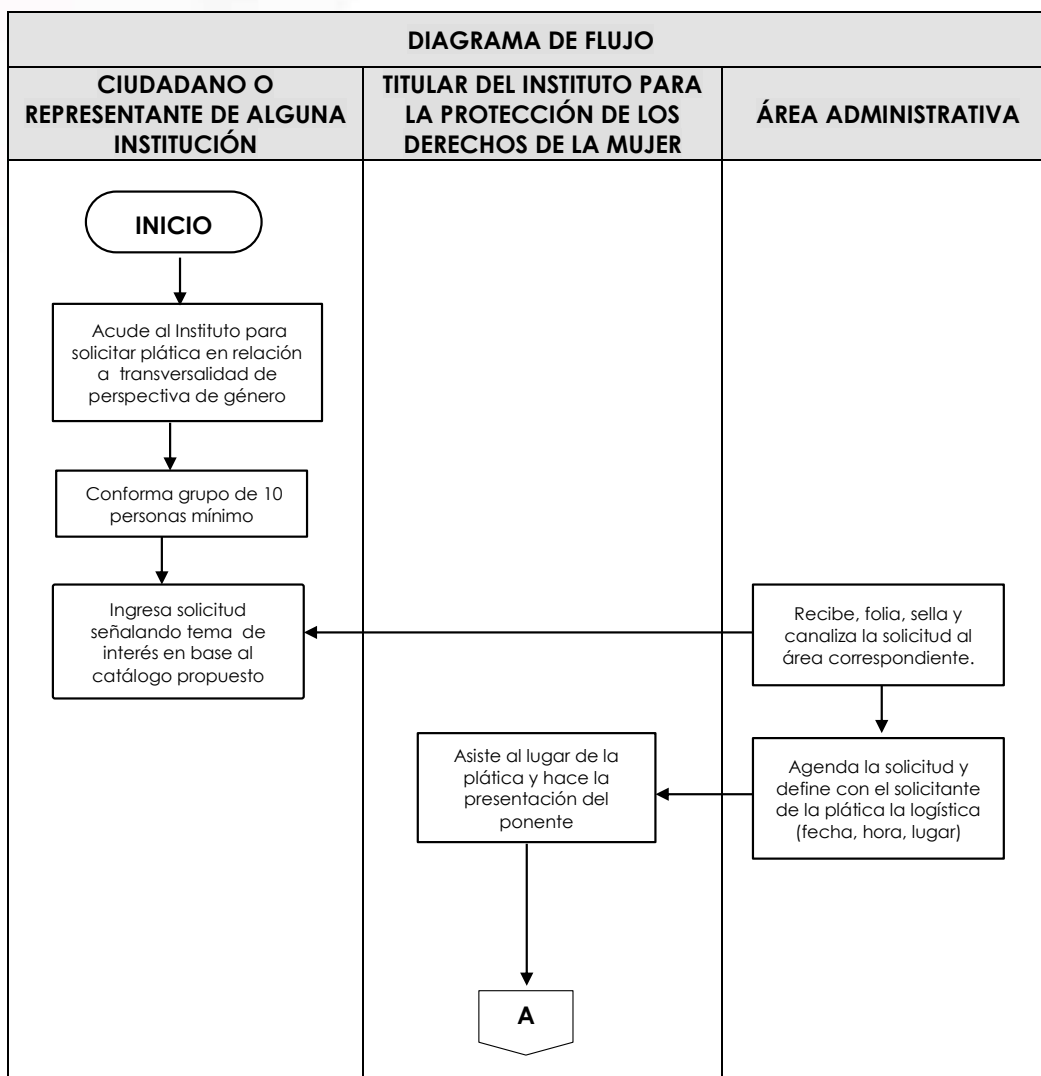 DIAGRAMA DE FLUJO
CIUDADANO O
REPRESENTANTE DE ALGUNA
INSTITUCIÓN
TITULAR DEL INSTITUTO PARA
LA PROTECCIÓN DE LOS
DERECHOS DE LA MUJER
ÁREA ADMINISTRATIVA
INICIO
Acude al Instituto para
solicitar plática en relación
a transversalidad de
perspectiva de género
Conforma grupo de 10
personas mínimo
Ingresa solicitud
señalando tema de
interés en base al
catálogo propuesto
Recibe, folia, sella y
canaliza la solicitud al
área correspondiente.
Asiste al lugar de la
plática y hace la
presentación del
ponente
Agenda la solicitud y
define con el solicitante
de la plática la logística
(fecha, hora, lugar)
A